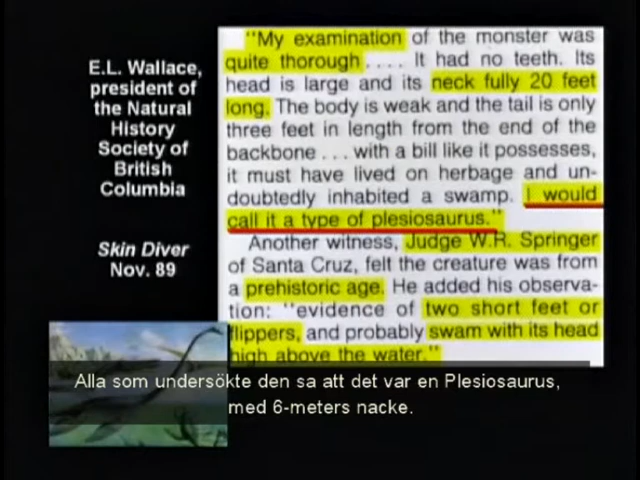 E.L. Wallace,
president of
the Natural
History
Society of
British
Columbia
Skin Diver
Nov. 89
"My examination of the monster was
quite thorough . . . . It had no teeth. Its
head is large and its neck fully 20 feet
long. The body is weak and the tail is only
three feet in length from the end of the
backbone . . . with a bill like it possesses,
it must have lived on herbage and un-
doubtedly inhabited a swamp. I would
call it a type of plesiosaurus."
Another witness, Judge W.R. Springer
of Santa Cruz, felt the creature was from
a prehistoric age. He added his observa-
tion: "evidence of two short feet or
flippers, and probably swam with its head
high above the water."
Alla som undersökte den sa att det var en Plesiosaurus,
med 6-meters nacke.